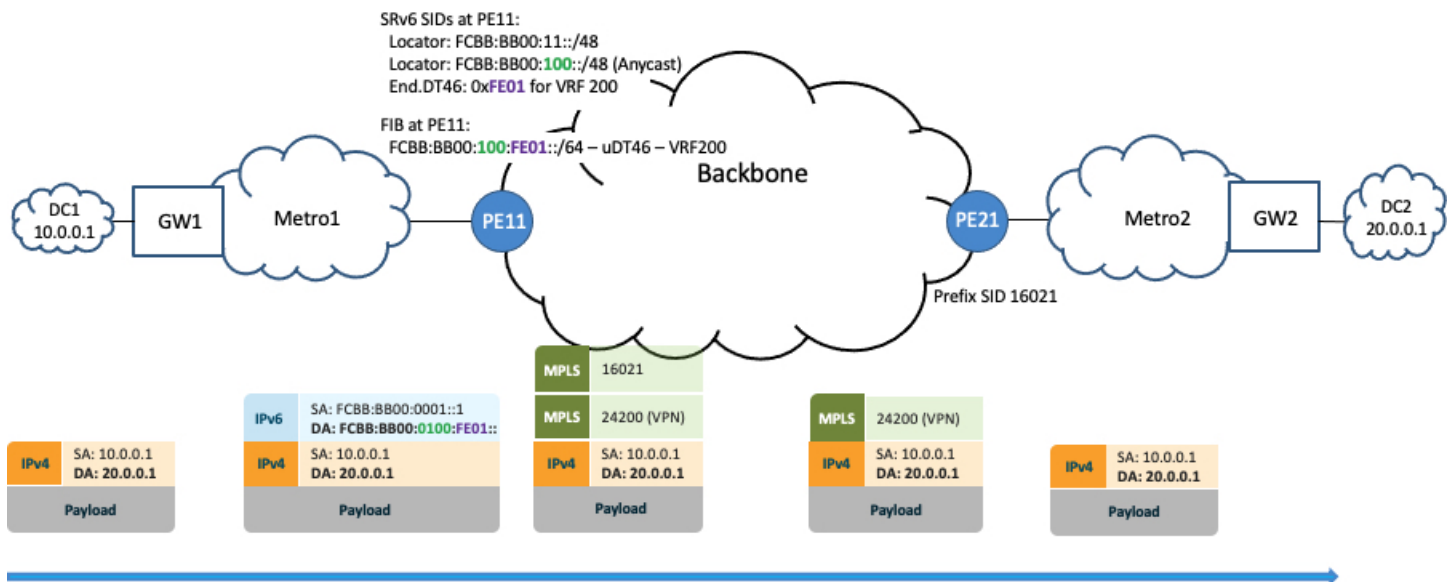 SRv6 SIDs at PE11:
Locator: FCBB:BB00:11::/48
Locator: FCBB:BB00:100::/48 (Anycast)
End.DT46: 0xFE01 for VRF 200
FIB at PE11:
FCBB:BB00:100:FE01::/64 – uDT46 – VRF200
Backbone
DC1
10.0.0.1
GW1
Metro1
PE11
PE21
Metro2
GW2
DC2
20.0.0.1
Prefix SID 16021
IPv4
SA: 10.0.0.1
DA: 20.0.0.1
Payload
IPv6
SA: FCBB:BB00:0001::1
DA: FCBB:BB00:0100:FE01::
IPv4
SA: 10.0.0.1
DA: 20.0.0.1
Payload
MPLS 16021
MPLS 24200 (VPN)
IPv4
SA: 10.0.0.1
DA: 20.0.0.1
Payload
MPLS 24200 (VPN)
IPv4
SA: 10.0.0.1
DA: 20.0.0.1
Payload
IPv4
SA: 10.0.0.1
DA: 20.0.0.1
Payload